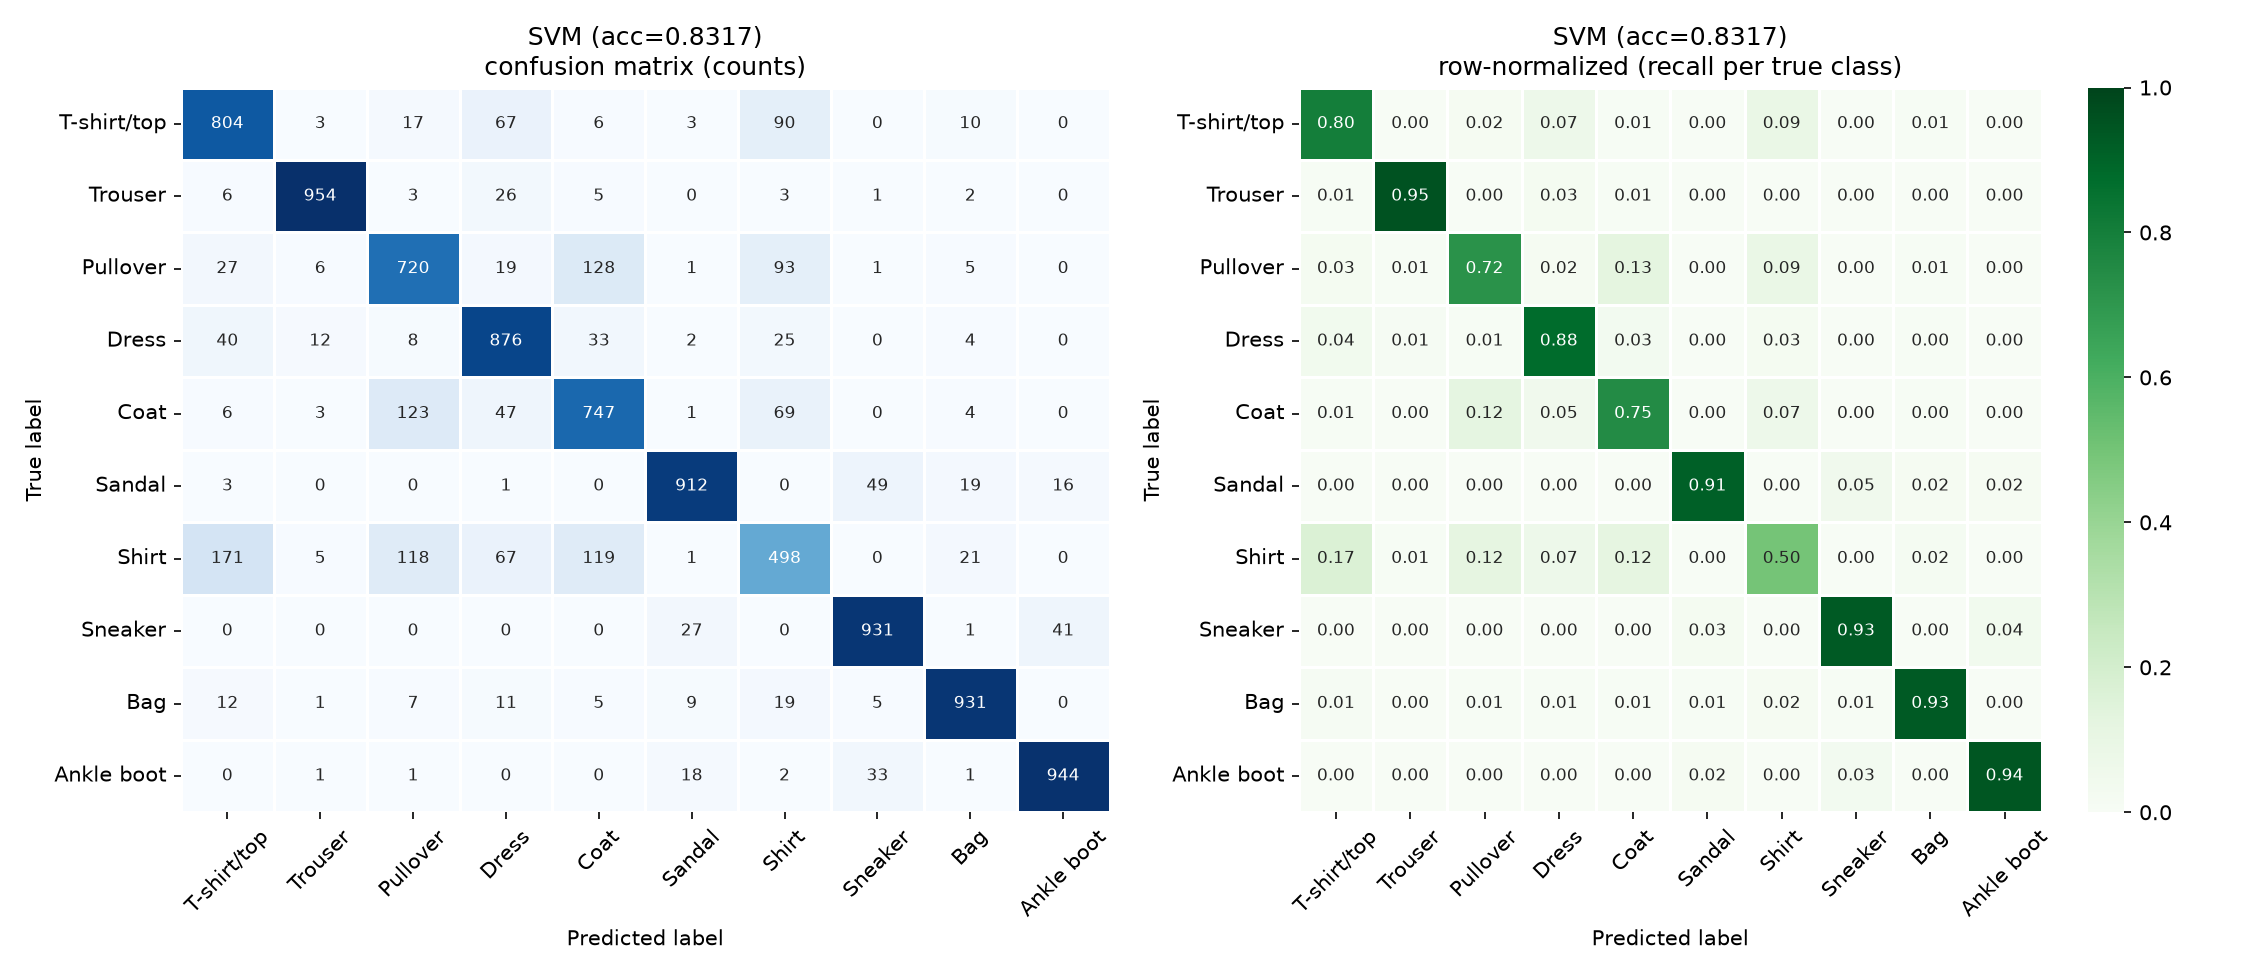 SVM (acc=0.8317)
confusion matrix (counts)
True label
T-shirt/top 804 3 17 67 6 3 90 0 10 0
Trouser 6 954 3 26 5 0 3 1 2 0
Pullover 27 6 720 19 128 1 93 1 5 0
Dress 40 12 8 876 33 2 25 0 4 0
Coat 6 3 123 47 747 1 69 0 4 0
Sandal 3 0 0 1 0 912 0 49 19 16
Shirt 171 5 118 67 119 1 498 0 21 0
Sneaker 0 0 0 0 0 27 0 931 1 41
Bag 12 1 7 11 5 9 19 5 931 0
Ankle boot 0 1 1 0 0 18 2 33 1 944
T-shirt/top Trouser Pullover Dress Coat Sandal Shirt Sneaker Bag Ankle boot
Predicted label
SVM (acc=0.8317)
row-normalized (recall per true class)
True label
T-shirt/top 0.80 0.00 0.02 0.07 0.01 0.00 0.09 0.00 0.01 0.00
Trouser 0.01 0.95 0.00 0.03 0.01 0.00 0.00 0.00 0.00 0.00
Pullover 0.03 0.01 0.72 0.02 0.13 0.00 0.09 0.00 0.01 0.00
Dress 0.04 0.01 0.01 0.88 0.03 0.00 0.03 0.00 0.00 0.00
Coat 0.01 0.00 0.12 0.05 0.75 0.00 0.07 0.00 0.00 0.00
Sandal 0.00 0.00 0.00 0.00 0.00 0.91 0.00 0.05 0.02 0.02
Shirt 0.17 0.01 0.12 0.07 0.12 0.00 0.50 0.00 0.02 0.00
Sneaker 0.00 0.00 0.00 0.00 0.00 0.03 0.00 0.93 0.00 0.04
Bag 0.01 0.00 0.01 0.01 0.01 0.01 0.02 0.01 0.93 0.00
Ankle boot 0.00 0.00 0.00 0.00 0.00 0.02 0.00 0.03 0.00 0.94
T-shirt/top Trouser Pullover Dress Coat Sandal Shirt Sneaker Bag Ankle boot
Predicted label
1.0
0.8
0.6
0.4
0.2
0.0